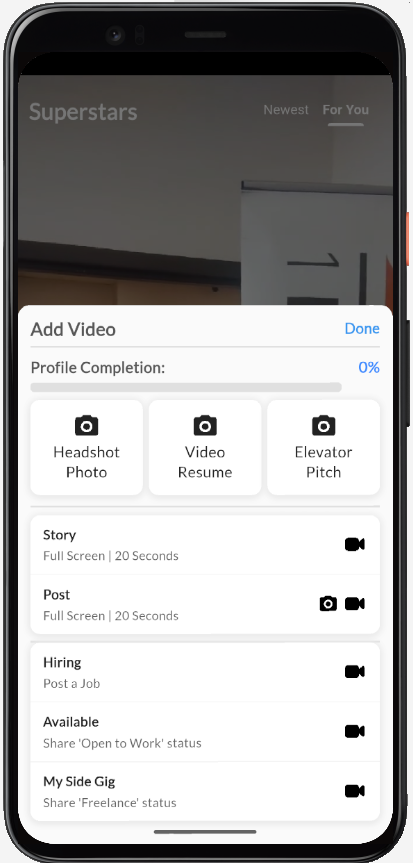 Superstars
Newest For You
Add Video Done
Profile Completion: 0%
Headshot
Photo
Video
Resume
Elevator
Pitch
Story
Full Screen | 20 Seconds
Post
Full Screen | 20 Seconds
Hiring
Post a Job
Available
Share 'Open to Work' status
My Side Gig
Share 'Freelance' status